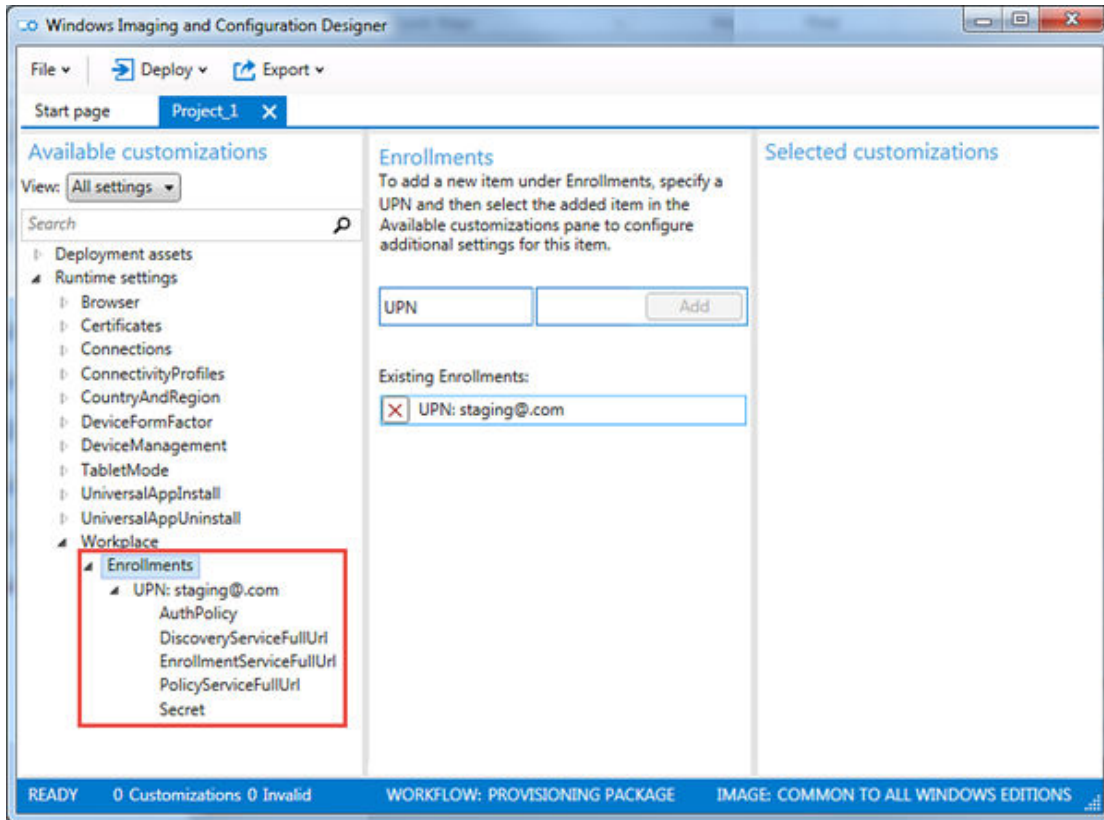 Windows Imaging and Configuration Designer
File Deploy Export
Start page Project_1
Available customizations
View: All settings
Search
Deployment assets
Runtime settings
Browser
Certificates
Connections
ConnectivityProfiles
CountryAndRegion
DeviceFormFactor
DeviceManagement
TabletMode
UniversalAppInstall
UniversalAppUninstall
Workplace
Enrollments
UPN: staging@.com
AuthPolicy
DiscoveryServiceFullUrl
EnrollmentServiceFullUrl
PolicyServiceFullUrl
Secret
Enrollments
To add a new item under Enrollments, specify a
UPN and then select the added item in the
Available customizations pane to configure
additional settings for this item.
UPN Add
Existing Enrollments:
UPN: staging@.com
Selected customizations
READY 0 Customizations 0 Invalid WORKFLOW: PROVISIONING PACKAGE IMAGE: COMMON TO ALL WINDOWS EDITIONS